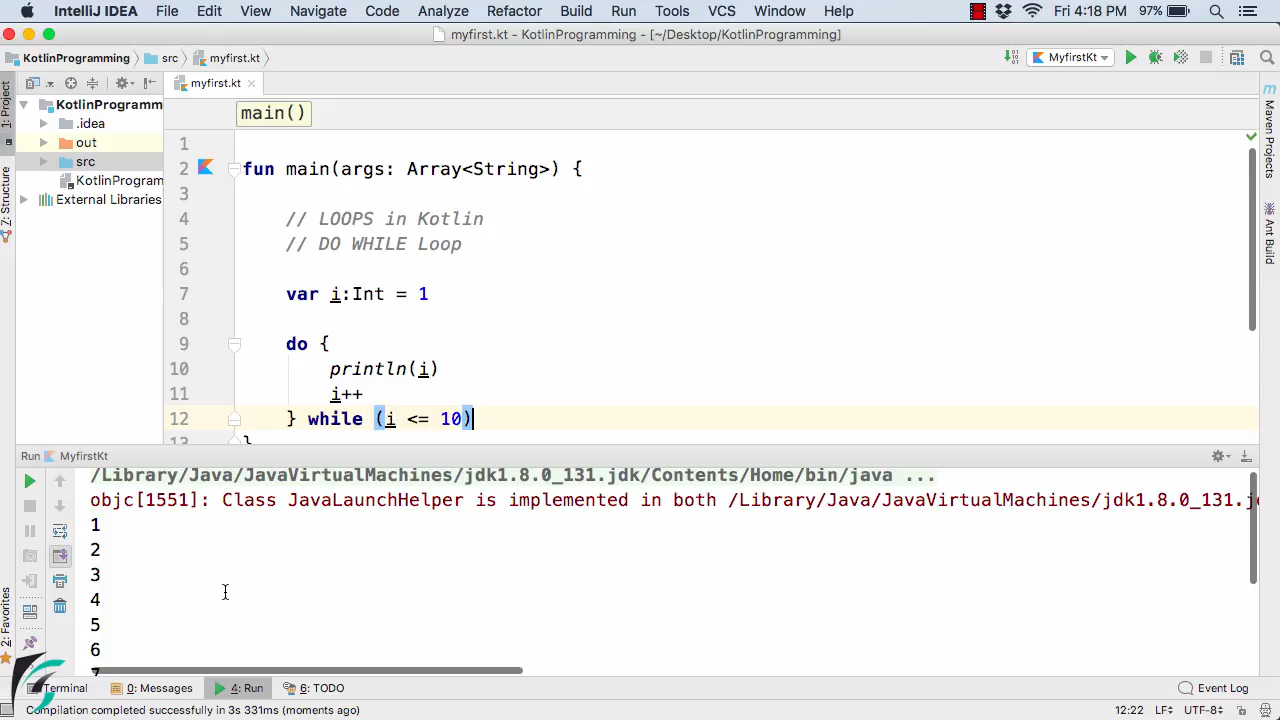 IntelliJ IDEA File Edit View Navigate Code Analyze Refactor Build Run Tools VCS Window Help Fri 4:18 PM 97%
myfirst.kt - KotlinProgramming - [~/Desktop/KotlinProgramming]
KotlinProgramming src myfirst.kt MyfirstKt
1: Project
Z: Structure
2: Favorites
KotlinProgramm
.idea
out
src
KotlinProgram
External Libraries
myfirst.kt
main()
1
2 fun main(args: Array<String>) {
3
4 // LOOPS in Kotlin
5 // DO WHILE Loop
6
7 var i:Int = 1
8
9 do {
10 println(i)
11 i++
12 } while (i <= 10)
13 }
Maven Projects
Ant Build
Run MyfirstKt
/Library/Java/JavaVirtualMachines/jdk1.8.0_131.jdk/Contents/Home/bin/java ...
objc[1551]: Class JavaLaunchHelper is implemented in both /Library/Java/JavaVirtualMachines/jdk1.8.0_131.j
1
2
3
4
5
6
7
Terminal 0: Messages 4: Run 6: TODO Event Log
Compilation completed successfully in 3s 331ms (moments ago) 12:22 LF÷ UTF-8÷